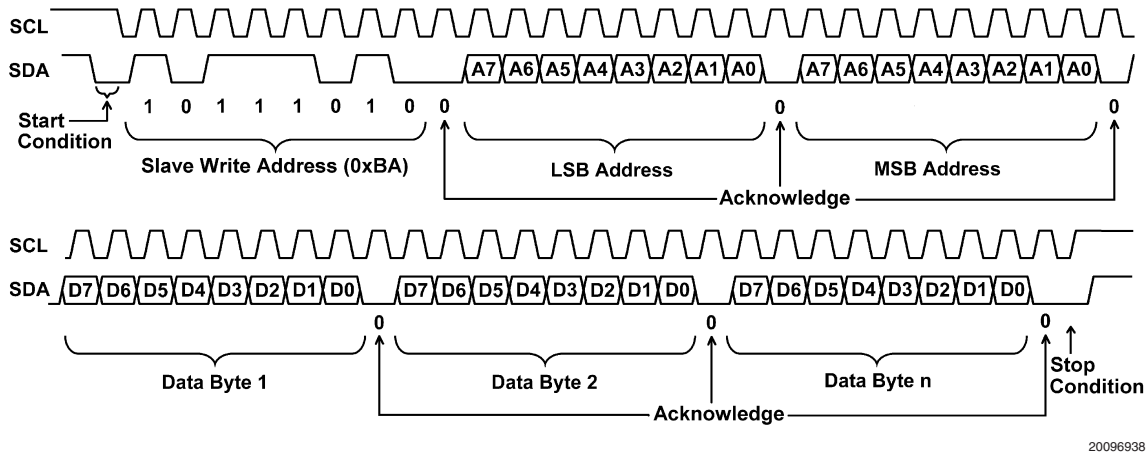 SCL
SDA A7 A6 A5 A4 A3 A2 A1 A0 A7 A6 A5 A4 A3 A2 A1 A0
1 0 1 1 1 0 1 0 0 0 0
Start
Condition
Slave Write Address (0xBA) LSB Address MSB Address
Acknowledge
SCL
SDA D7 D6 D5 D4 D3 D2 D1 D0 D7 D6 D5 D4 D3 D2 D1 D0 D7 D6 D5 D4 D3 D2 D1 D0
0 0 0
Data Byte 1 Data Byte 2 Data Byte n
Stop
Condition
Acknowledge
20096938